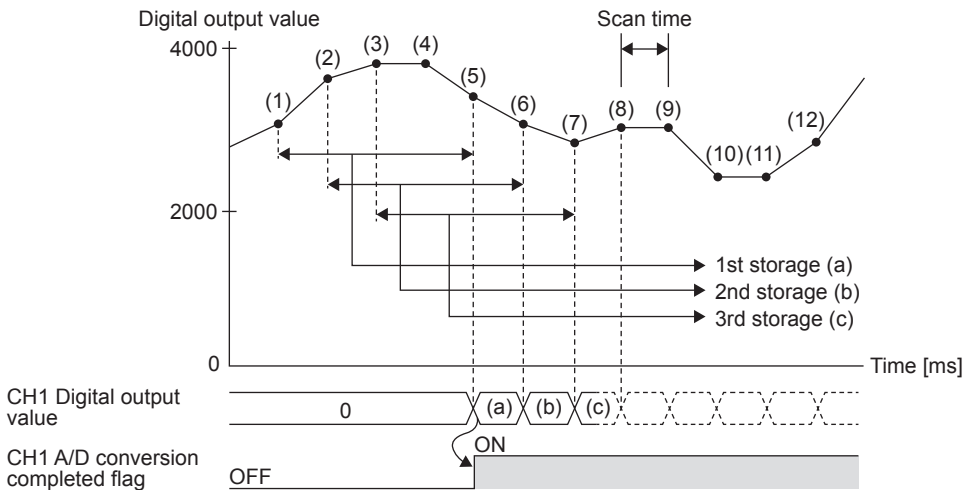 Digital output value
Scan time
4000
(1)
(2)
(3)
(4)
(5)
(6)
(7)
(8)
(9)
(10)
(11)
(12)
2000
1st storage (a)
2nd storage (b)
3rd storage (c)
0
Time [ms]
CH1 Digital output
value
0
(a)
(b)
(c)
CH1 A/D conversion
completed flag
OFF
ON